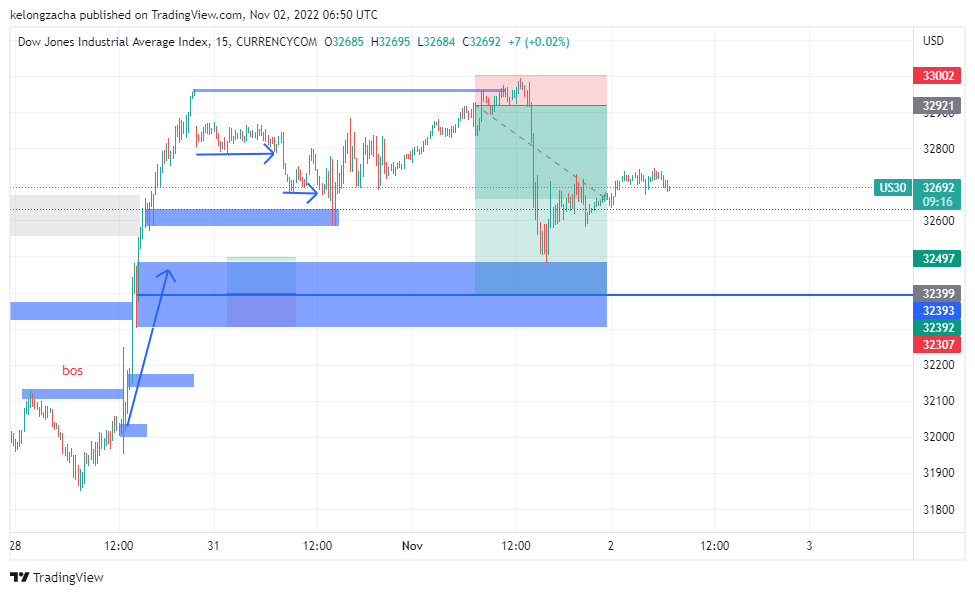 kelongzacha published on TradingView.com, Nov 02, 2022 06:50 UTC
Dow Jones Industrial Average Index, 15, CURRENCYCOM O32685 H32695 L32684 C32692 +7 (+0.02%)
USD
33002
32921
32900
32800
US30 32692
09:16
32600
32497
32399
32393
32392
32307
bos
32200
32100
32000
31900
31800
28 12:00 31 12:00 Nov 12:00 2 12:00 3
TradingView